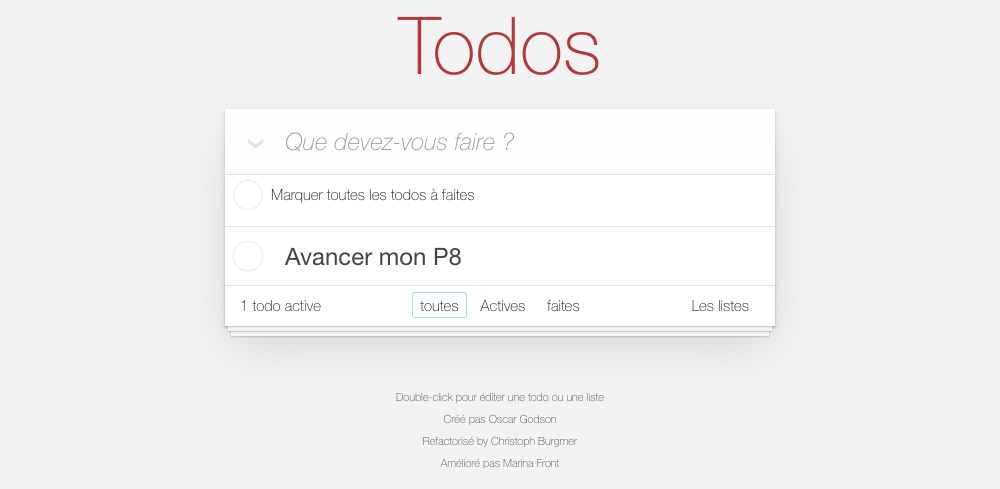 Todos
Que devez-vous faire ?
Marquer toutes les todos à faites
Avancer mon P8
1 todo active toutes Actives faites Les listes
Double-click pour éditer une todo ou une liste
Créé pas Oscar Godson
Refactorisé by Christoph Burgmer
Amélioré pas Marina Front